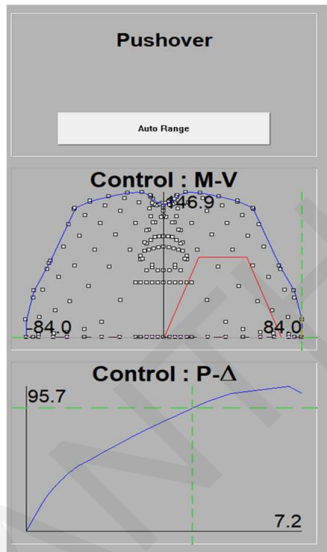 Pushover
Auto Range
Control : M-V
146.9
-84.0
84.0
Control : P-Δ
95.7
7.2